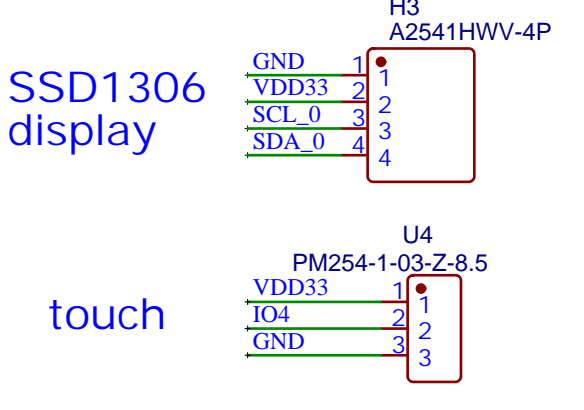 H3
A2541HWV-4P
SSD1306
display
GND 1 1
VDD33 2 2
SCL_0 3 3
SDA_0 4 4
U4
PM254-1-03-Z-8.5
touch
VDD33 1 1
IO4 2 2
GND 3 3